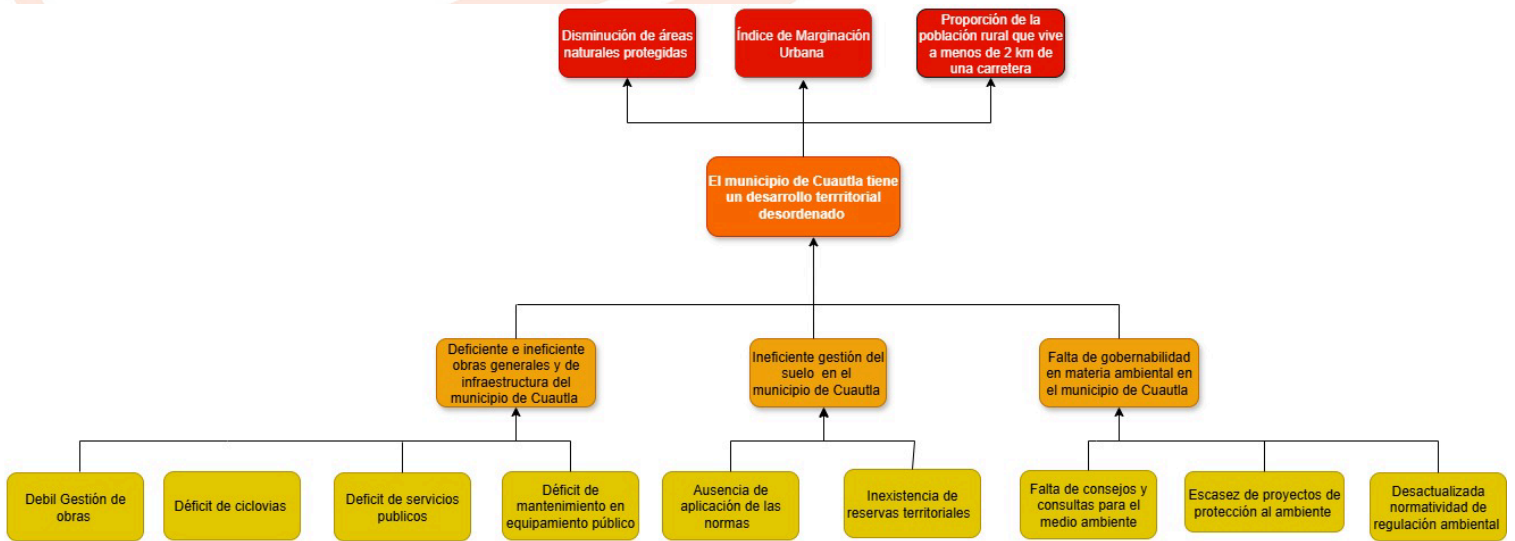 Disminución de áreas
naturales protegidas
Índice de Marginación
Urbana
Proporción de la
población rural que vive
a menos de 2 km de
una carretera
El municipio de Cuautla tiene
un desarrollo terrritorial
desordenado
Deficiente e ineficiente
obras generales y de
infraestructura del
municipio de Cuautla
Ineficiente gestión del
suelo en el
municipio de Cuautla
Falta de gobernabilidad
en materia ambiental en
el municipio de Cuautla
Debil Gestión de
obras
Déficit de ciclovias
Deficit de servicios
publicos
Déficit de
mantenimiento en
equipamiento público
Ausencia de
aplicación de las
normas
Inexistencia de
reservas territoriales
Falta de consejos y
consultas para el
medio ambiente
Escasez de proyectos de
protección al ambiente
Desactualizada
normatividad de
regulación ambiental